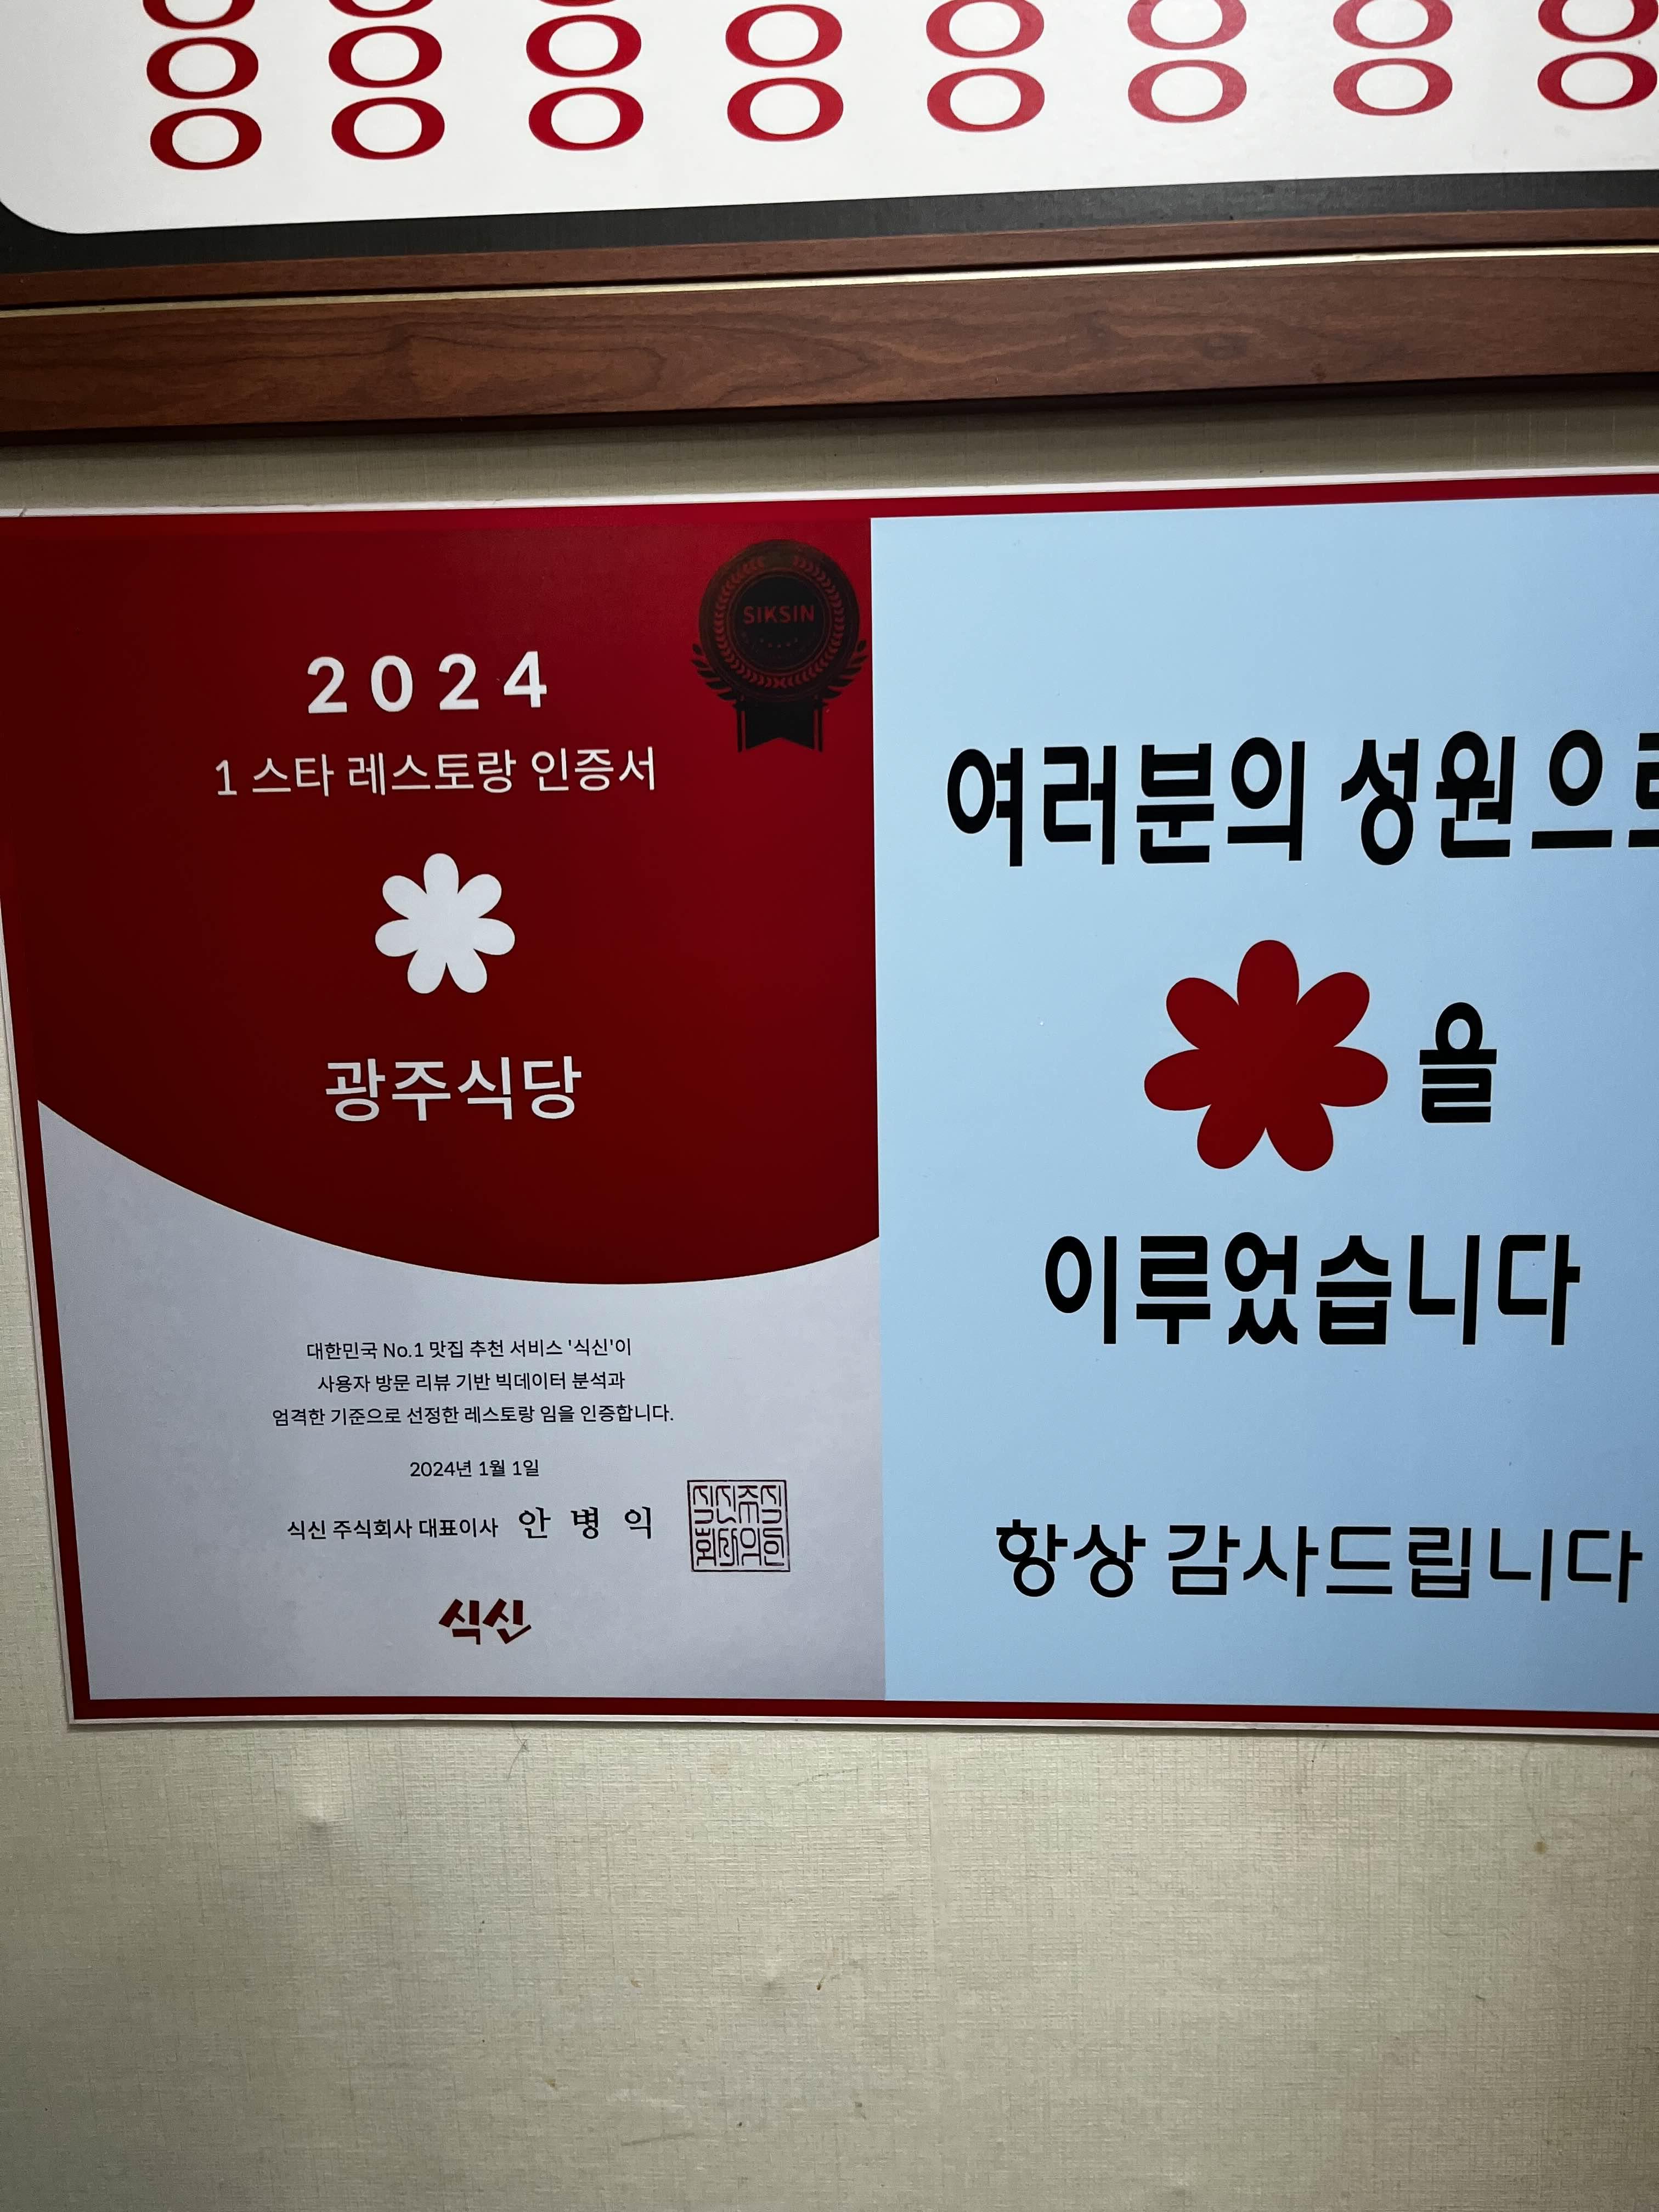 2024
1 스타 레스토랑 인증서
SIKSIN
광주식당
대한민국 No.1 맛집 추천 서비스 '식신'이
사용자 방문 리뷰 기반 빅데이터 분석과
엄격한 기준으로 선정한 레스토랑 임을 인증합니다.
2024년 1월 1일
식신 주식회사 대표이사 안 병 익
식신
여러분의 성원으로
을
이루었습니다
항상 감사드립니다